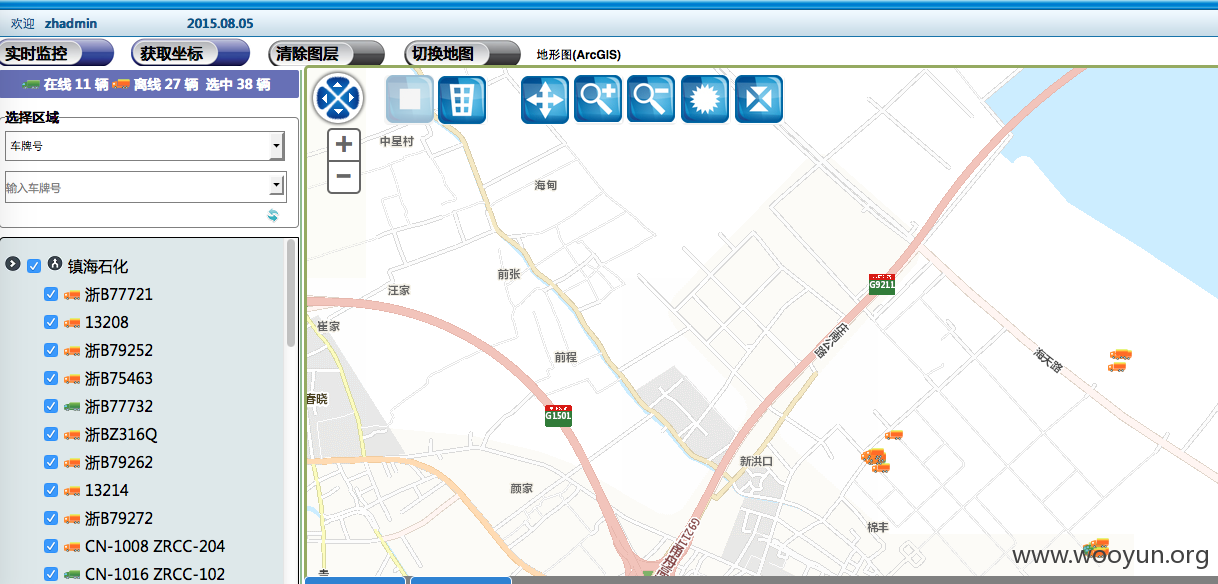 欢迎 zhadmin 2015.08.05
实时监控 获取坐标 清除图层 切换地图 地形图(ArcGIS)
在线 11 辆 离线 27 辆 选中 38 辆
选择区域
车牌号
输入车牌号
镇海石化
浙B77721
13208
浙B79252
浙B75463
浙B77732
浙BZ316Q
浙B79262
13214
浙B79272
CN-1008 ZRCC-204
CN-1016 ZRCC-102
中星村
海甸
前张
汪家
G9211
崔家
海天路
前程
春晓
G1501
新洪口
颜家
棉丰
www.wooyun.org